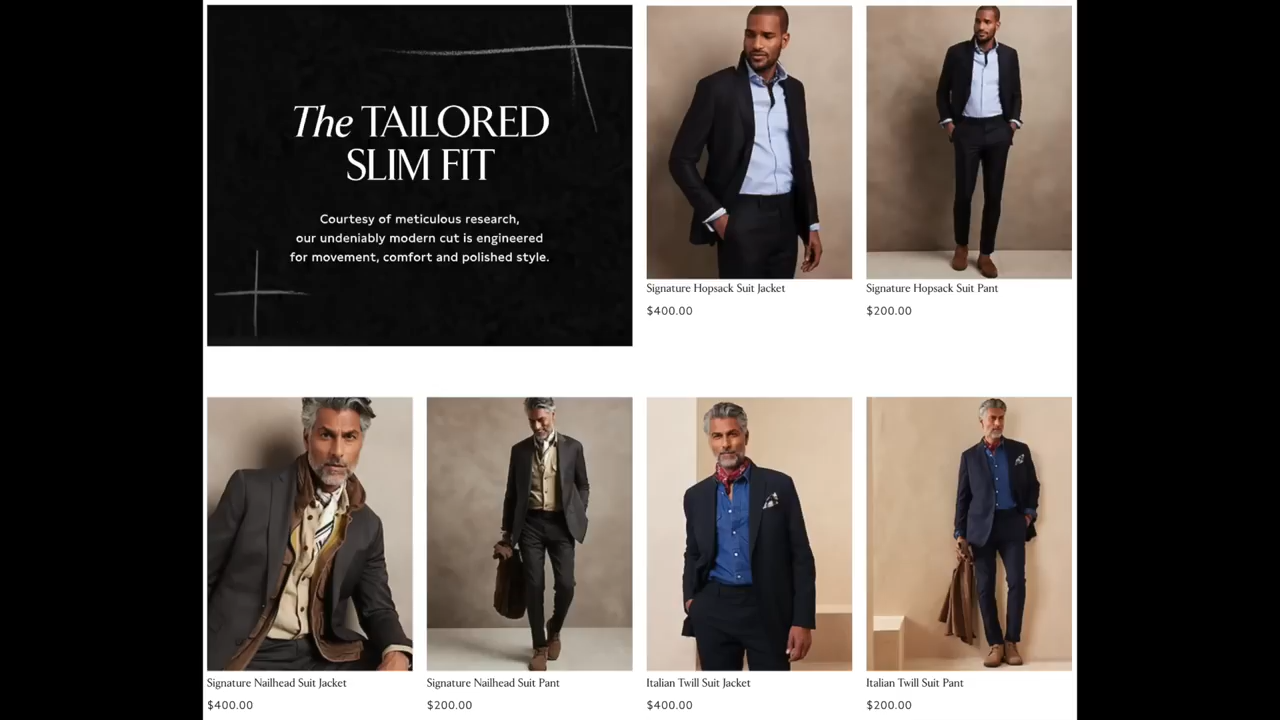 The TAILORED
SLIM FIT
Courtesy of meticulous research,
our undeniably modern cut is engineered
for movement, comfort and polished style.
Signature Hopsack Suit Jacket
$400.00
Signature Hopsack Suit Pant
$200.00
Signature Nailhead Suit Jacket
$400.00
Signature Nailhead Suit Pant
$200.00
Italian Twill Suit Jacket
$400.00
Italian Twill Suit Pant
$200.00